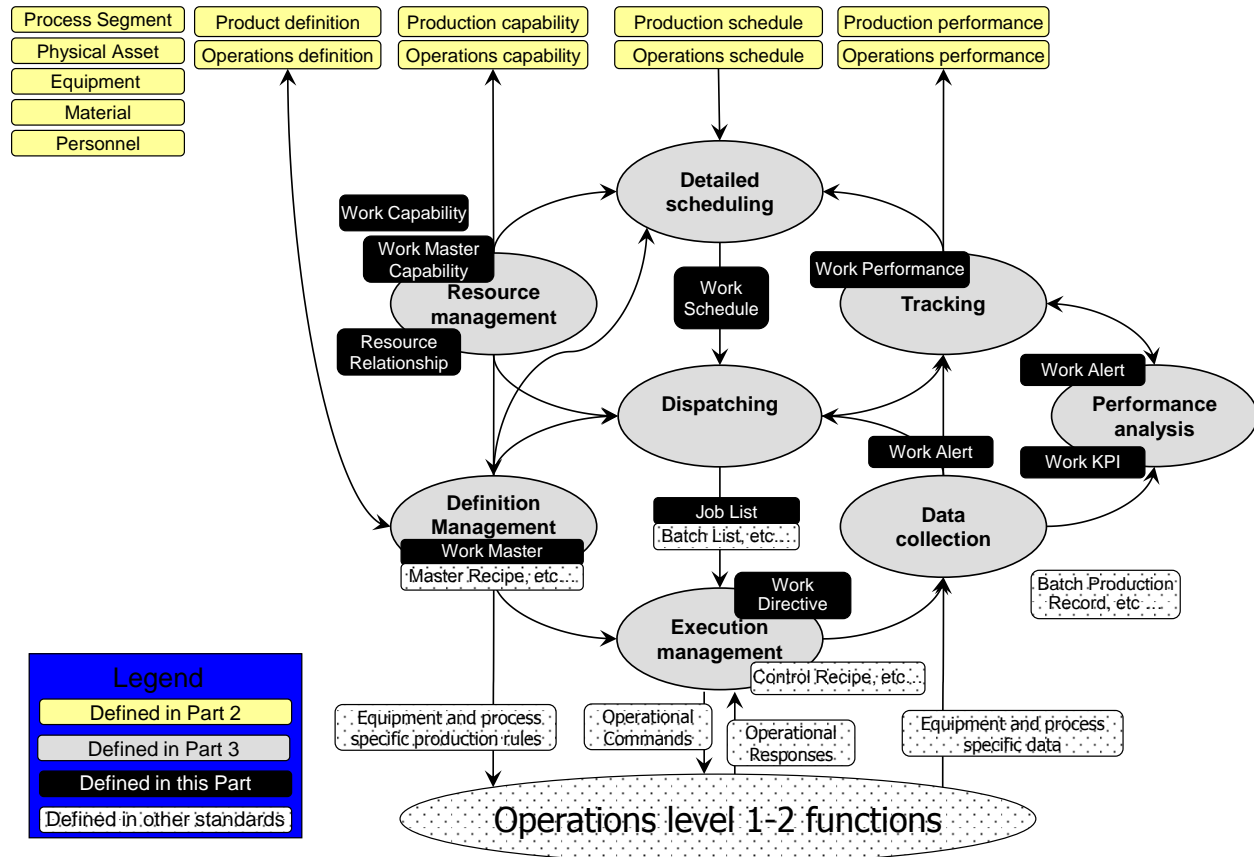 Process Segment
Physical Asset
Equipment
Material
Personnel
Product definition
Operations definition
Production capability
Operations capability
Production schedule
Operations schedule
Production performance
Operations performance
Detailed
scheduling
Work Capability
Work Master
Capability
Resource
management
Resource
Relationship
Work
Schedule
Work Performance
Tracking
Work Alert
Performance
analysis
Work KPI
Dispatching
Work Alert
Definition
Management
Work Master
Master Recipe, etc...
Job List
Batch List, etc...
Data
collection
Batch Production
Record, etc ...
Work
Directive
Execution
management
Control Recipe, etc...
Legend
Defined in Part 2
Defined in Part 3
Defined in this Part
Defined in other standards
Equipment and process
specific production rules
Operational
Commands
Operational
Responses
Equipment and process
specific data
Operations level 1-2 functions